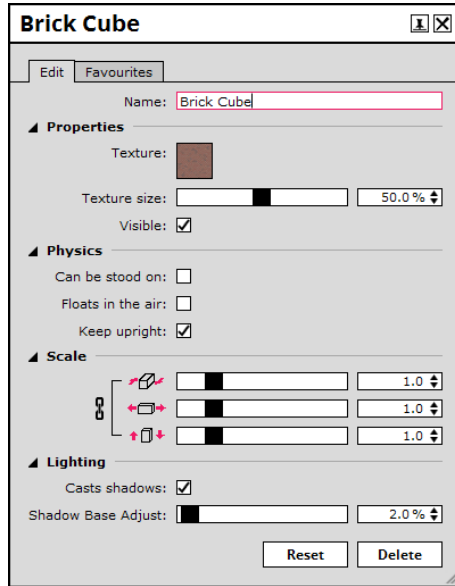 Brick Cube
Edit Favourites
Name: Brick Cube
Properties
Texture:
Texture size: 50.0 %
Visible:
Physics
Can be stood on:
Floats in the air:
Keep upright:
Scale
1.0
1.0
1.0
Lighting
Casts shadows:
Shadow Base Adjust: 2.0 %
Reset Delete